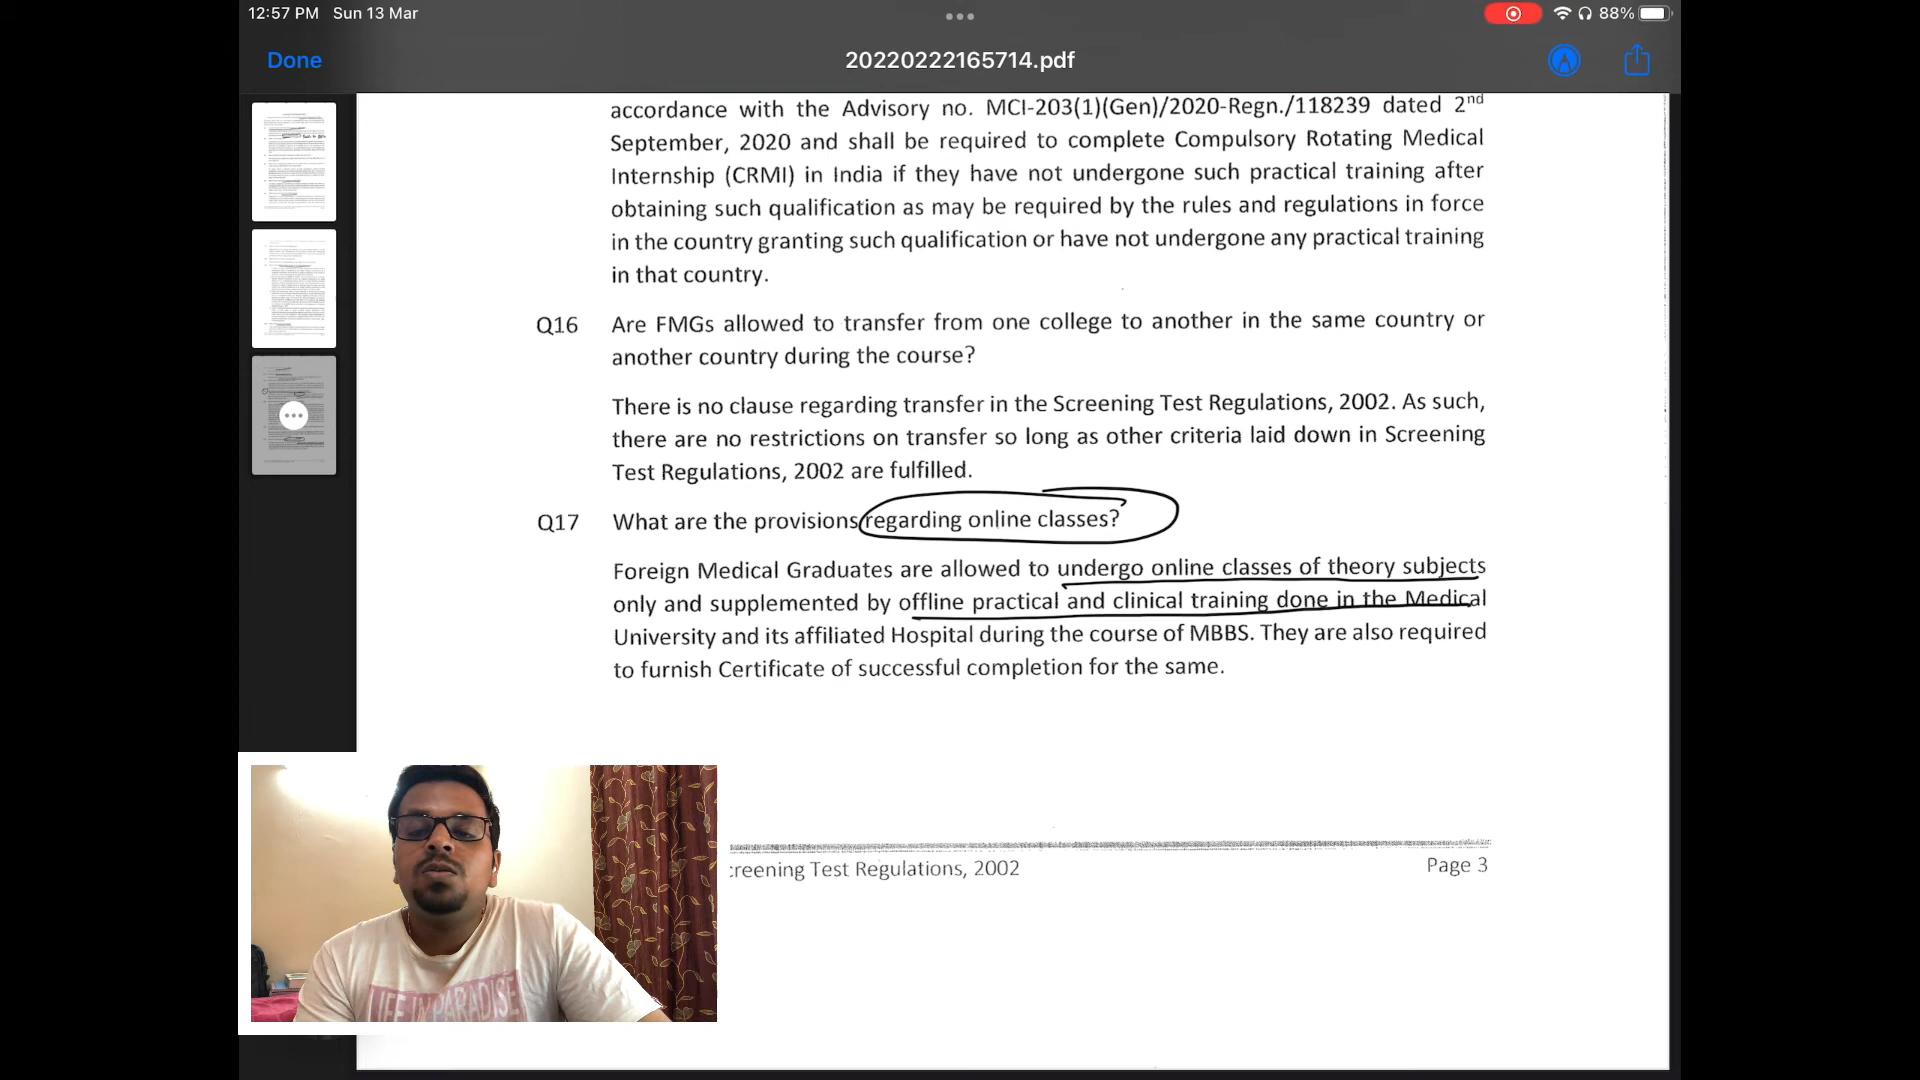 12:57 PM Sun 13 Mar
88%
Done
20220222165714.pdf
accordance with the Advisory no. MCI-203(1)(Gen)/2020-Regn./118239 dated 2nd
September, 2020 and shall be required to complete Compulsory Rotating Medical
Internship (CRMI) in India if they have not undergone such practical training after
obtaining such qualification as may be required by the rules and regulations in force
in the country granting such qualification or have not undergone any practical training
in that country.
Q16 Are FMGs allowed to transfer from one college to another in the same country or
another country during the course?
There is no clause regarding transfer in the Screening Test Regulations, 2002. As such,
there are no restrictions on transfer so long as other criteria laid down in Screening
Test Regulations, 2002 are fulfilled.
Q17 What are the provisions regarding online classes?
Foreign Medical Graduates are allowed to undergo online classes of theory subjects
only and supplemented by offline practical and clinical training done in the Medical
University and its affiliated Hospital during the course of MBBS. They are also required
to furnish Certificate of successful completion for the same.
creening Test Regulations, 2002
Page 3
LIFE IN PARADISE